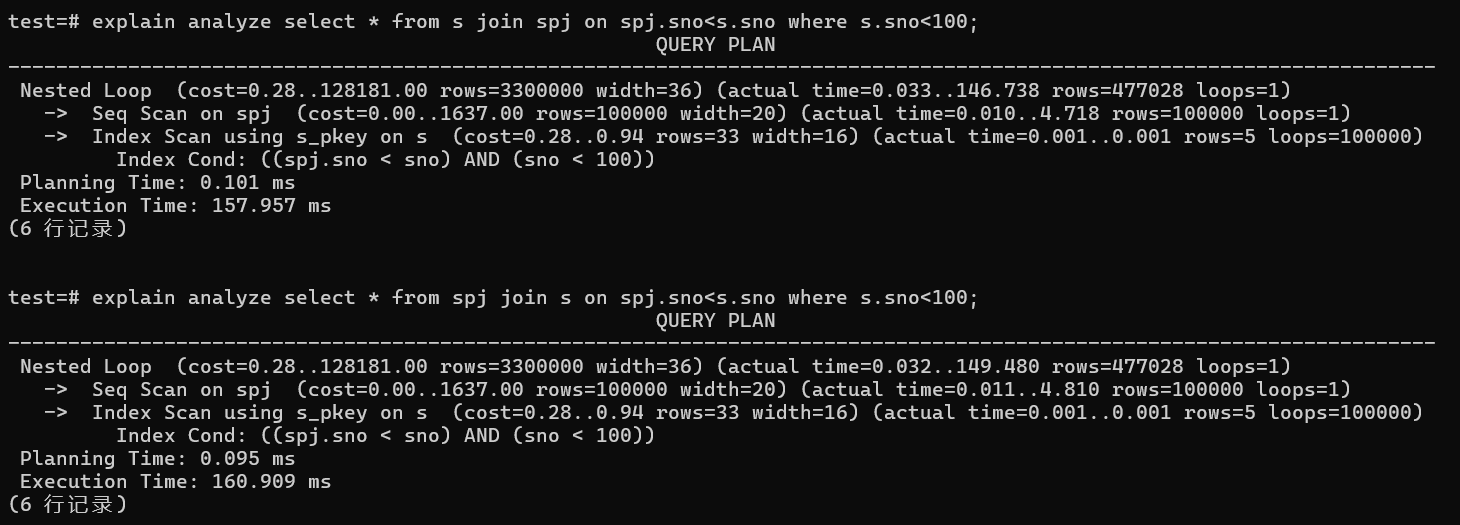 test=# explain analyze select * from s join spj on spj.sno<s.sno where s.sno<100;
QUERY PLAN
-----------------------------------------------------------------------------------------------------------------------
Nested Loop  (cost=0.28..128181.00 rows=3300000 width=36) (actual time=0.033..146.738 rows=477028 loops=1)
  ->  Seq Scan on spj  (cost=0.00..1637.00 rows=100000 width=20) (actual time=0.010..4.718 rows=100000 loops=1)
  ->  Index Scan using s_pkey on s  (cost=0.28..0.94 rows=33 width=16) (actual time=0.001..0.001 rows=5 loops=100000)
        Index Cond: ((spj.sno < sno) AND (sno < 100))
Planning Time: 0.101 ms
Execution Time: 157.957 ms
(6 行记录)
test=# explain analyze select * from spj join s on spj.sno<s.sno where s.sno<100;
QUERY PLAN
-----------------------------------------------------------------------------------------------------------------------
Nested Loop  (cost=0.28..128181.00 rows=3300000 width=36) (actual time=0.032..149.480 rows=477028 loops=1)
  ->  Seq Scan on spj  (cost=0.00..1637.00 rows=100000 width=20) (actual time=0.011..4.810 rows=100000 loops=1)
  ->  Index Scan using s_pkey on s  (cost=0.28..0.94 rows=33 width=16) (actual time=0.001..0.001 rows=5 loops=100000)
        Index Cond: ((spj.sno < sno) AND (sno < 100))
Planning Time: 0.095 ms
Execution Time: 160.909 ms
(6 行记录)